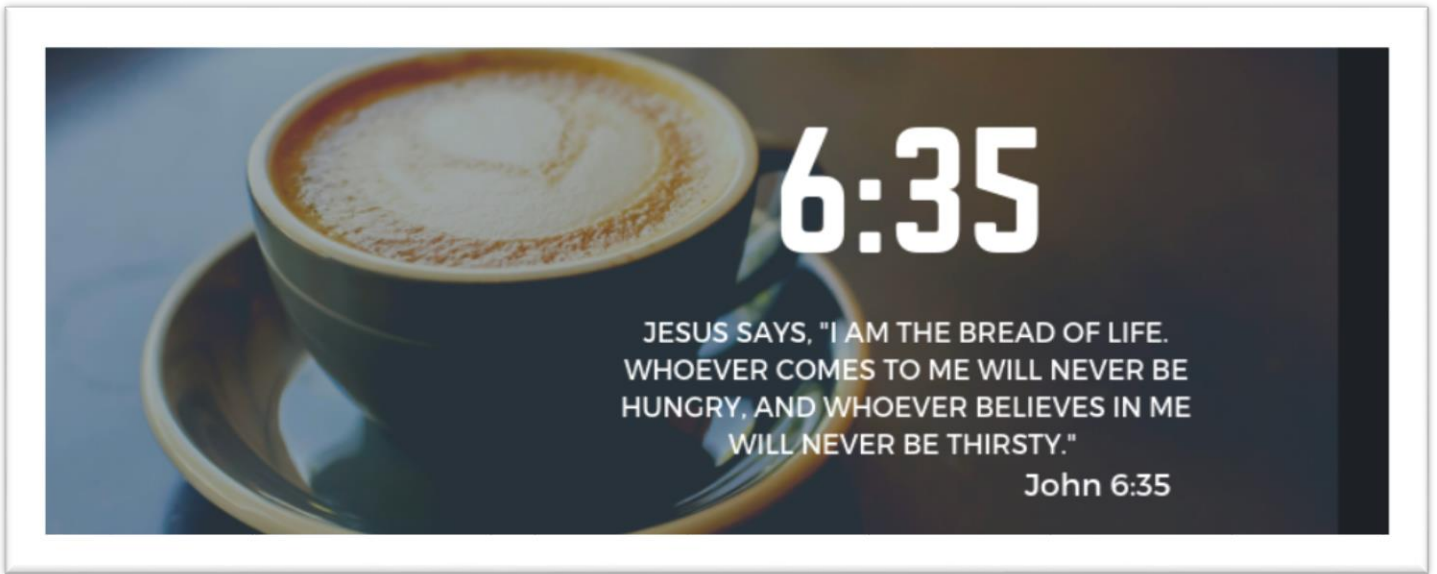 6:35
JESUS SAYS, "I AM THE BREAD OF LIFE.
WHOEVER COMES TO ME WILL NEVER BE
HUNGRY, AND WHOEVER BELIEVES IN ME
WILL NEVER BE THIRSTY."
John 6:35